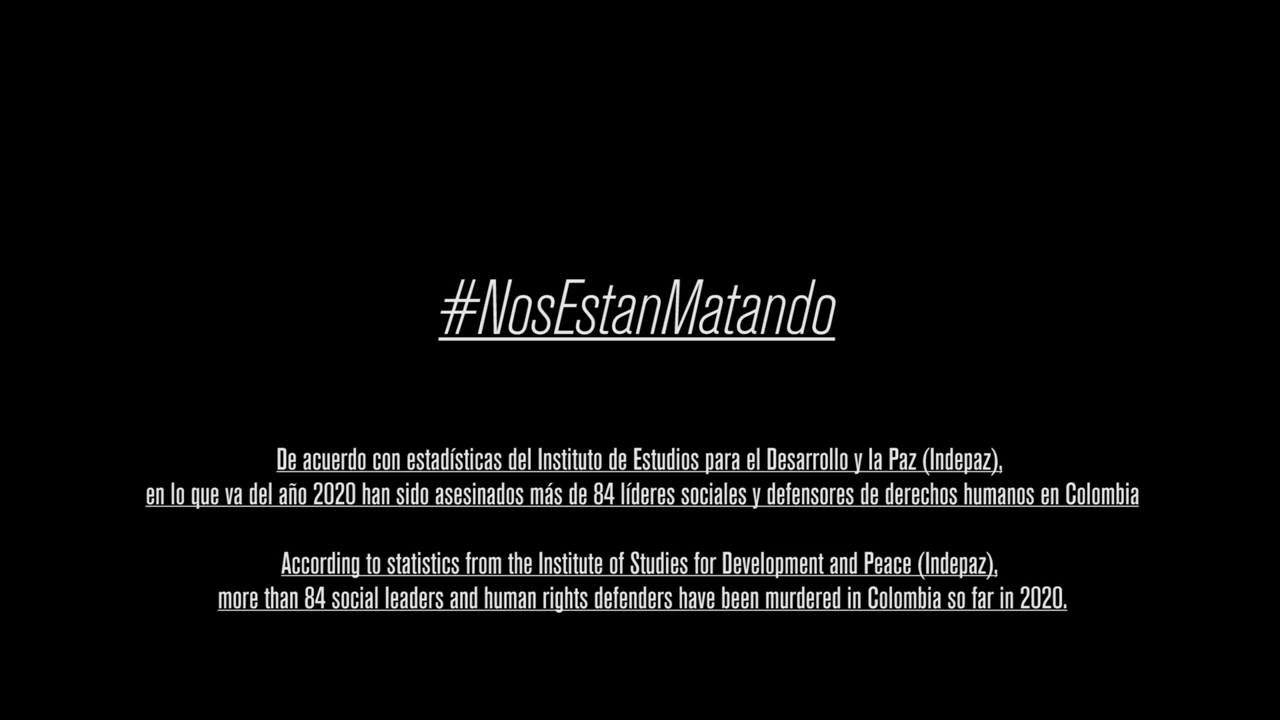 #NosEstanMatando
De acuerdo con estadísticas del Instituto de Estudios para el Desarrollo y la Paz (Indepaz),
en lo que va del año 2020 han sido asesinados más de 84 líderes sociales y defensores de derechos humanos en Colombia
According to statistics from the Institute of Studies for Development and Peace (Indepaz),
more than 84 social leaders and human rights defenders have been murdered in Colombia so far in 2020.